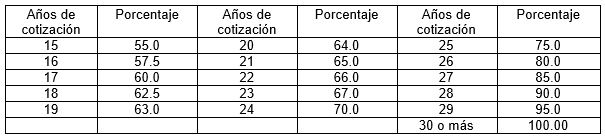 Años de cotización Porcentaje Años de cotización Porcentaje Años de cotización Porcentaje
15 55.0 20 64.0 25 75.0
16 57.5 21 65.0 26 80.0
17 60.0 22 66.0 27 85.0
18 62.5 23 67.0 28 90.0
19 63.0 24 70.0 29 95.0
30 o más 100.00